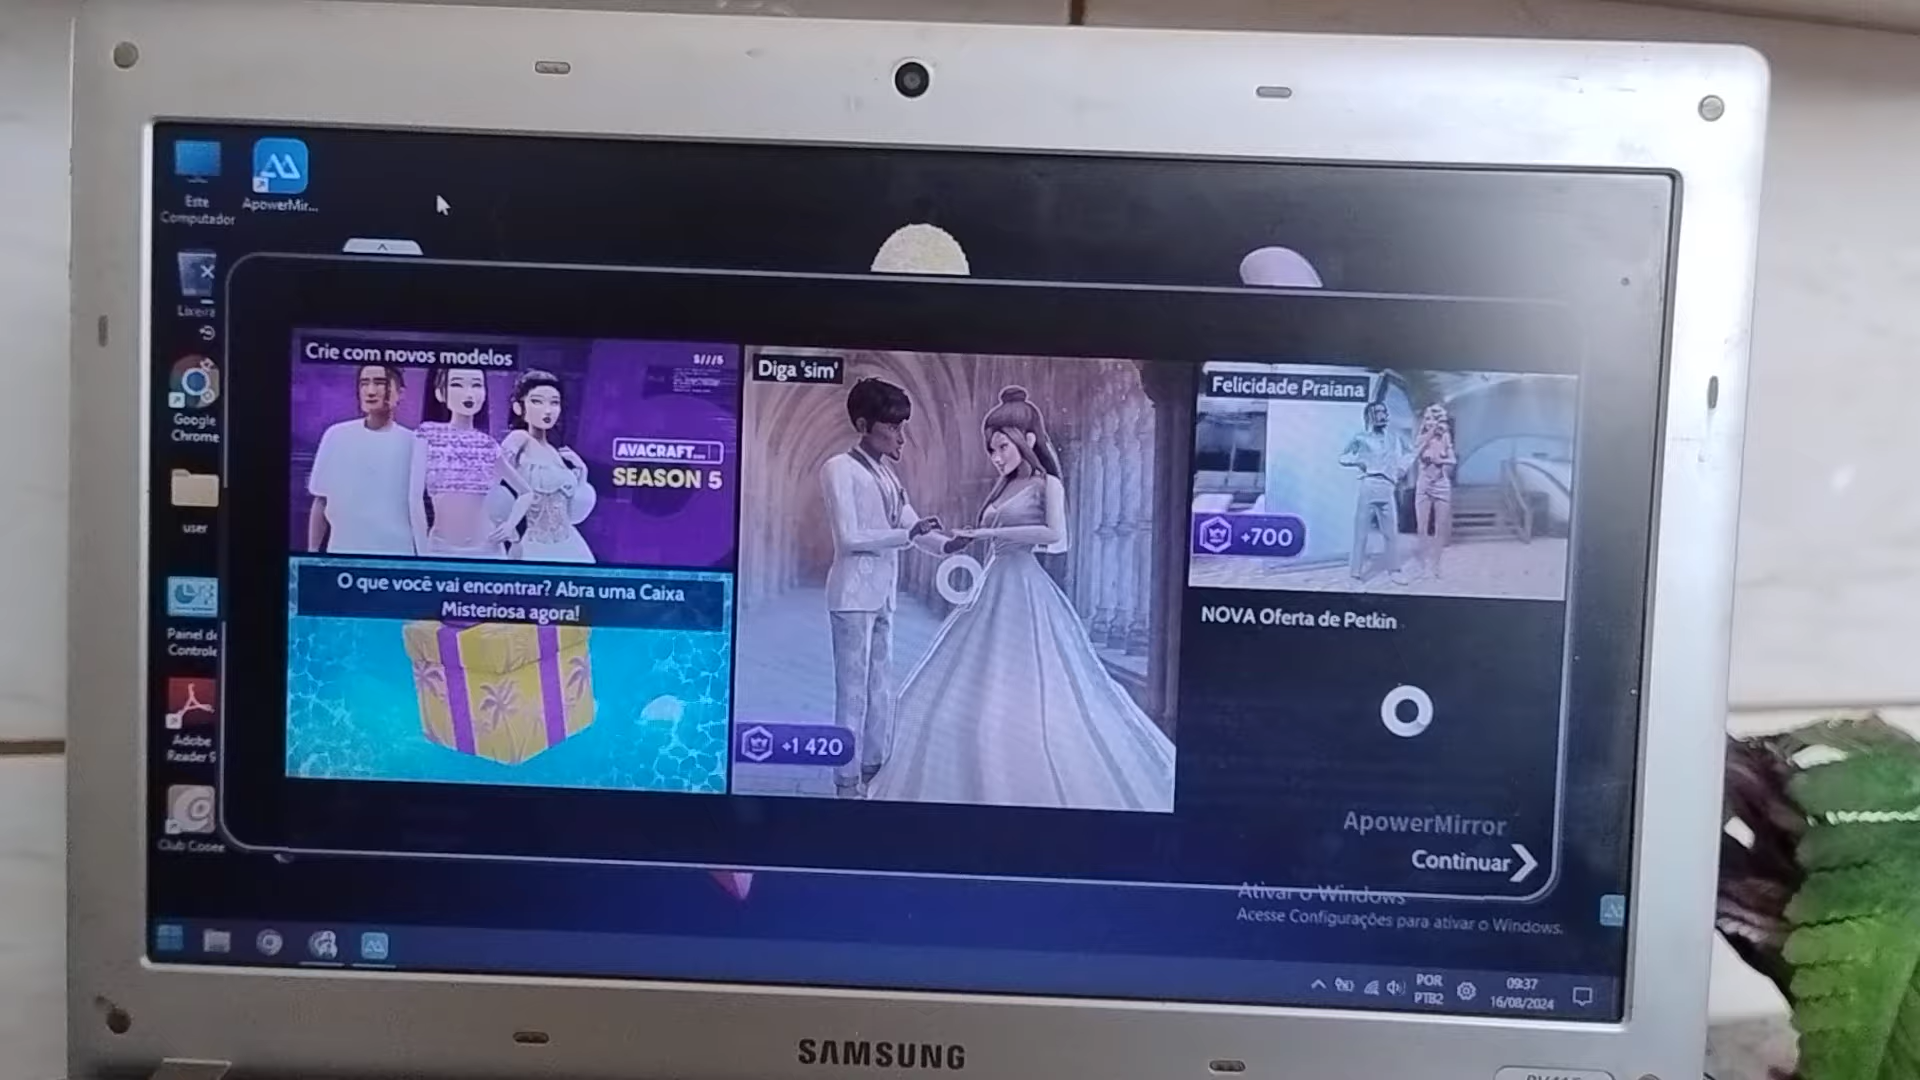 Este
Computador
ApowerMir...
Lixeira
Google
Chrome
user
Painel de
Controle
Adobe
Reader 9
Crie com novos modelos
AVACRAFT...
SEASON 5
O que você vai encontrar? Abra uma Caixa
Misteriosa agora!
Diga 'sim'
+1 420
Felicidade Praiana
+700
NOVA Oferta de Petkin
ApowerMirror
Continuar
Ativar o Windows
Acesse Configurações para ativar o Windows.
POR
PTB2
09:37
16/08/2024
SAMSUNG